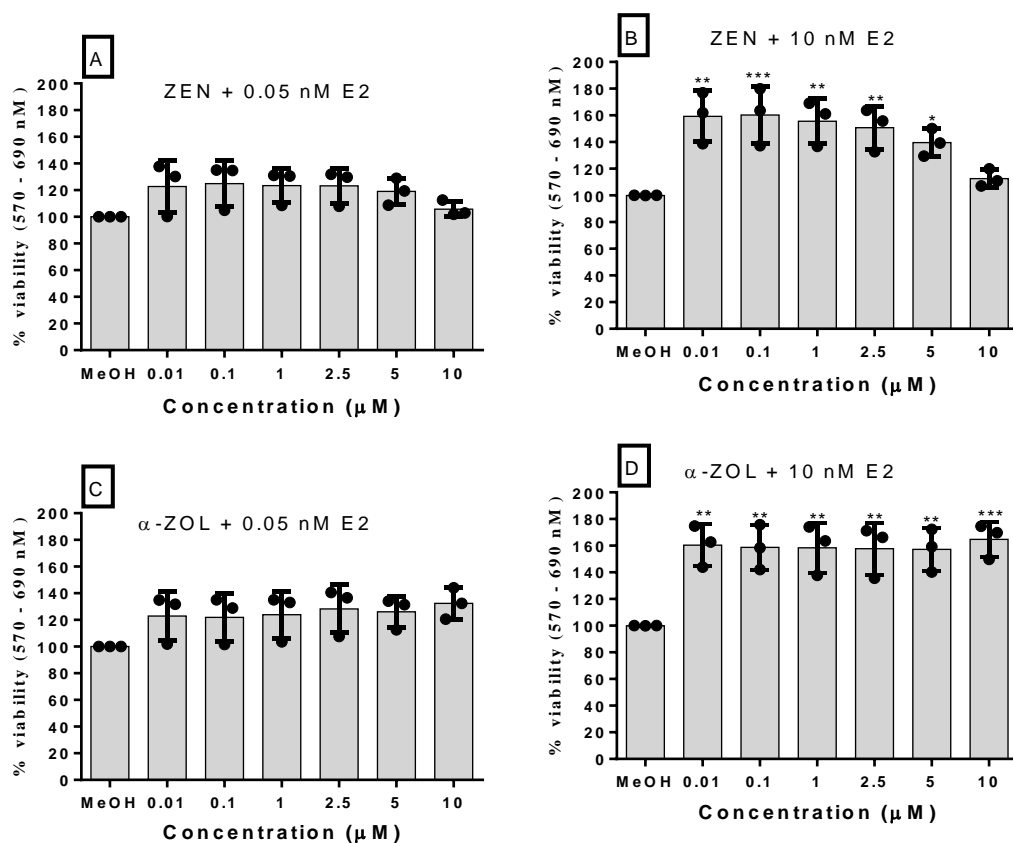 A
ZEN + 0.05 nM E2
% viability (570 - 690 nM)
200
180
160
140
120
100
80
60
40
20
0
MeOH 0.01 0.1 1 2.5 5 10
Concentration (μM)
B
ZEN + 10 nM E2
% viability (570 - 690 nM)
200
180
160
140
120
100
80
60
40
20
0
** *** ** ** *
MeOH 0.01 0.1 1 2.5 5 10
Concentration (μM)
C
α-ZOL + 0.05 nM E2
% viability (570 - 690 nM)
200
180
160
140
120
100
80
60
40
20
0
MeOH 0.01 0.1 1 2.5 5 10
Concentration (μM)
D
α-ZOL + 10 nM E2
% viability (570 - 690 nM)
200
180
160
140
120
100
80
60
40
20
0
** ** ** ** ** ***
MeOH 0.01 0.1 1 2.5 5 10
Concentration (μM)